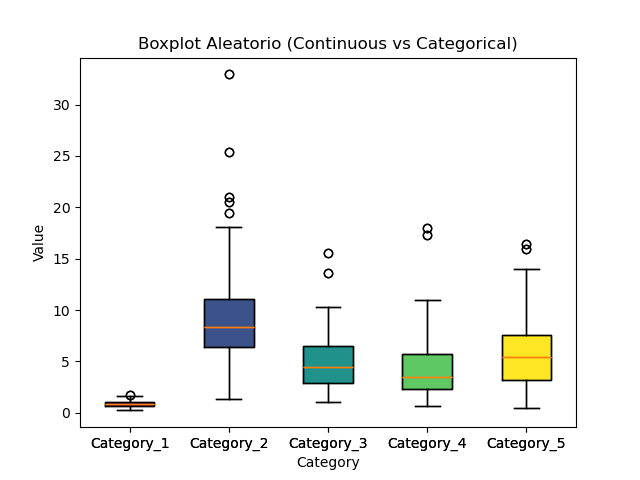 Boxplot Aleatorio (Continuous vs Categorical)
30
25
20
15
10
5
0
Value
Category_1 Category_2 Category_3 Category_4 Category_5
Category